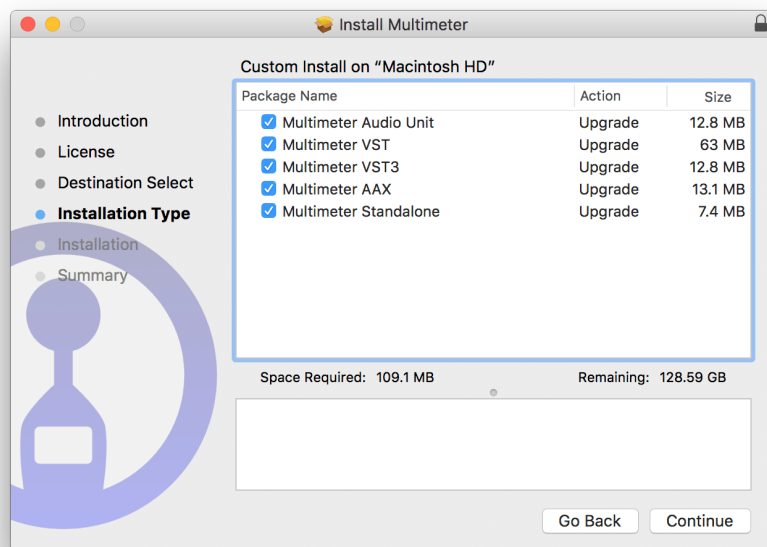 Install Multimeter
Custom Install on “Macintosh HD”
Introduction
License
Destination Select
Installation Type
Installation
Summary
Package Name Action Size
Multimeter Audio Unit Upgrade 12.8 MB
Multimeter VST Upgrade 63 MB
Multimeter VST3 Upgrade 12.8 MB
Multimeter AAX Upgrade 13.1 MB
Multimeter Standalone Upgrade 7.4 MB
Space Required: 109.1 MB Remaining: 128.59 GB
Go Back Continue